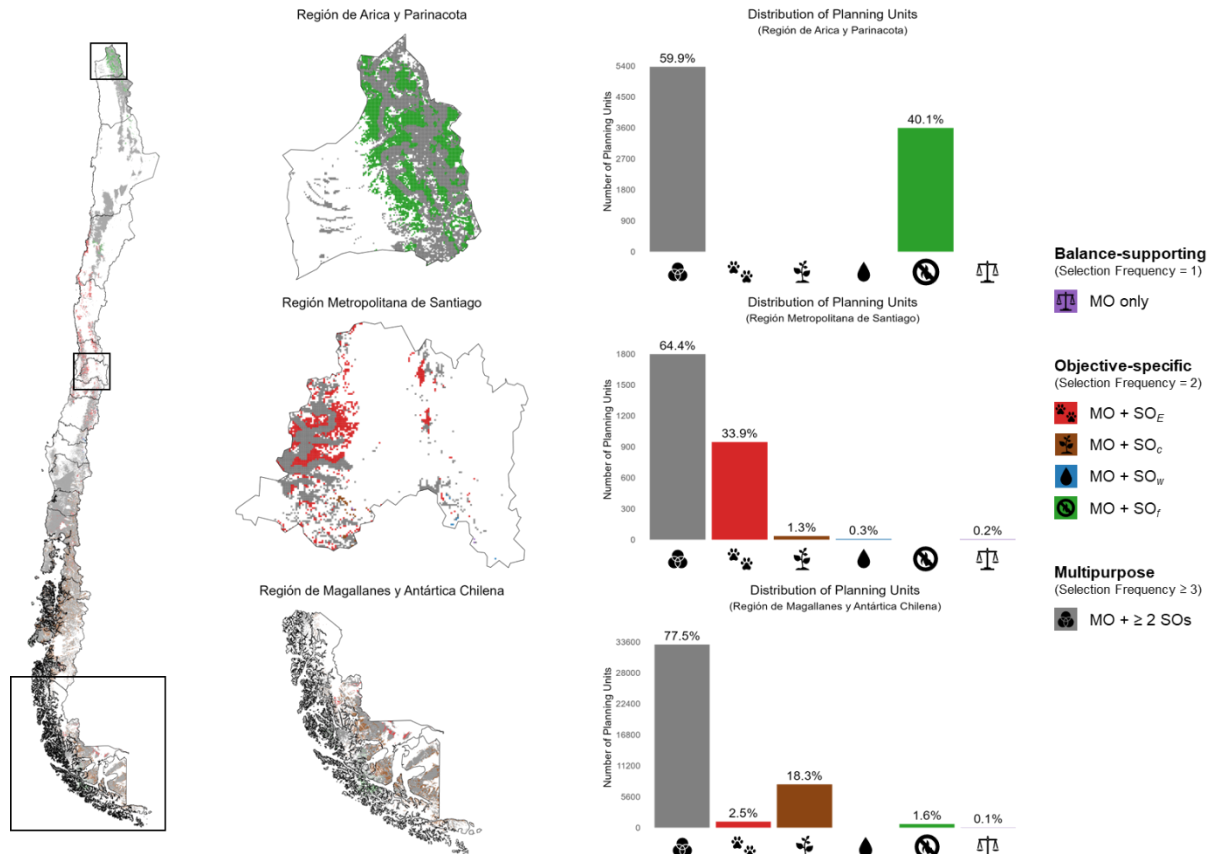 Región de Arica y Parinacota
Distribution of Planning Units
(Región de Arica y Parinacota)
Number of Planning Units
5400
4500
3600
2700
1800
900
0
59.9%
40.1%
Región Metropolitana de Santiago
Distribution of Planning Units
(Región Metropolitana de Santiago)
Number of Planning Units
1800
1500
1200
900
600
300
0
64.4%
33.9%
1.3%
0.3%
0.2%
Región de Magallanes y Antártica Chilena
Distribution of Planning Units
(Región de Magallanes y Antártica Chilena)
Number of Planning Units
33600
28000
22400
16800
11200
5600
0
77.5%
2.5%
18.3%
1.6%
0.1%
Balance-supporting
(Selection Frequency = 1)
MO only
Objective-specific
(Selection Frequency = 2)
MO + SO_E
MO + SO_c
MO + SO_w
MO + SO_f
Multipurpose
(Selection Frequency ≥ 3)
MO + ≥ 2 SOs